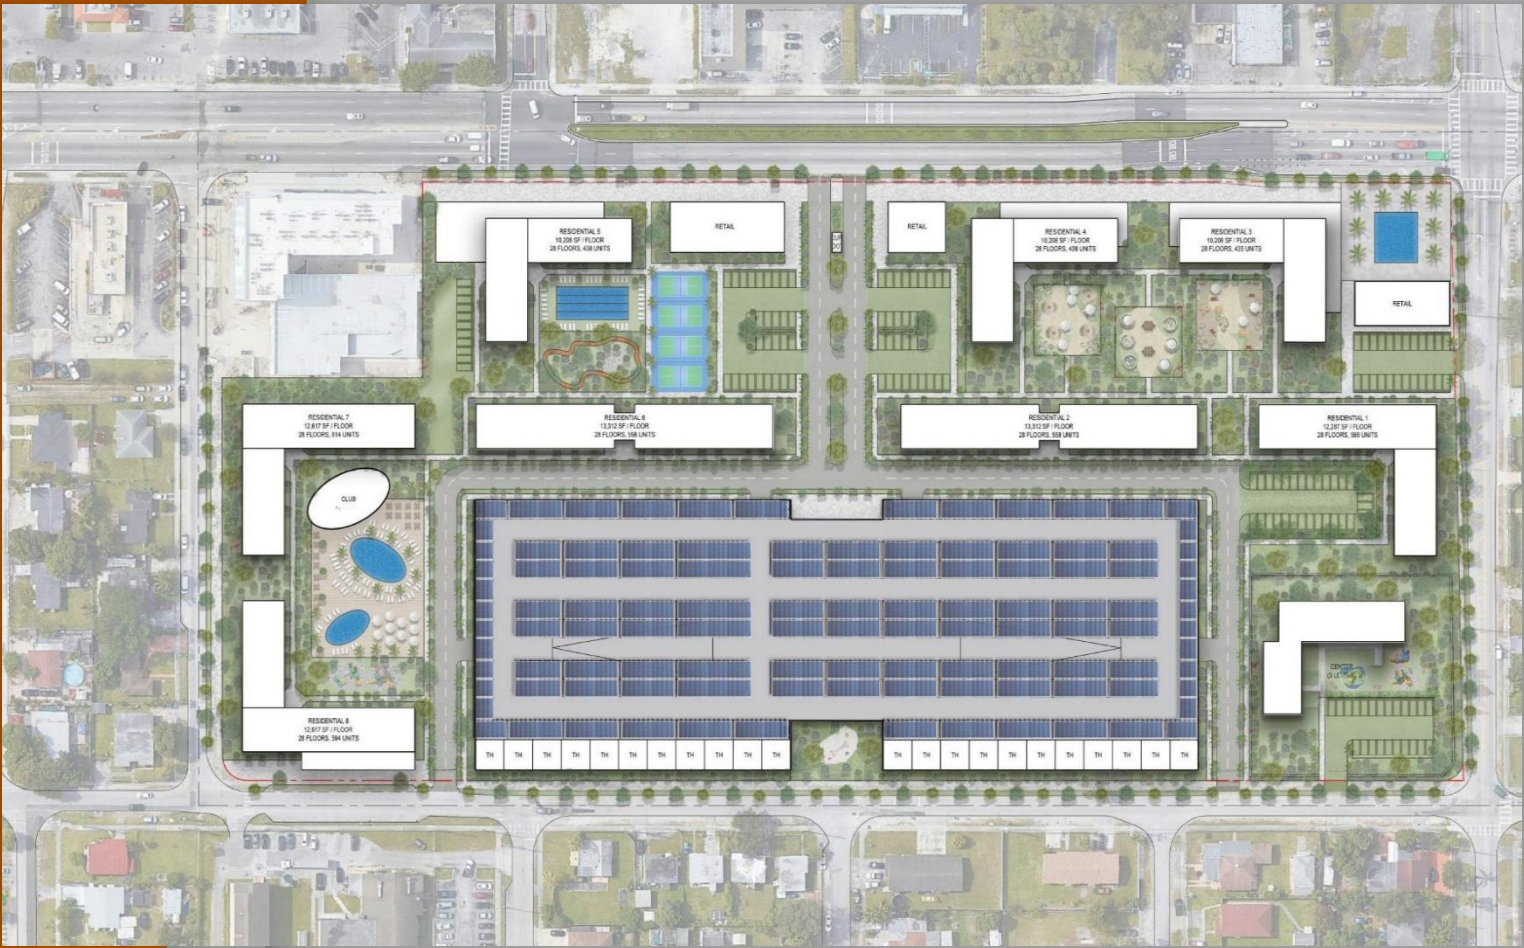 RESIDENTIAL 5
10,208 SF / FLOOR
28 FLOORS, 438 UNITS
RETAIL
RETAIL
RESIDENTIAL 4
10,208 SF / FLOOR
28 FLOORS, 438 UNITS
RESIDENTIAL 3
10,208 SF / FLOOR
28 FLOORS, 435 UNITS
RETAIL
RESIDENTIAL 7
12,617 SF / FLOOR
28 FLOORS, 614 UNITS
RESIDENTIAL 6
13,312 SF / FLOOR
28 FLOORS, 558 UNITS
RESIDENTIAL 2
13,312 SF / FLOOR
28 FLOORS, 558 UNITS
RESIDENTIAL 1
12,287 SF / FLOOR
28 FLOORS, 588 UNITS
CLUB
CENTER
RESIDENTIAL 8
12,617 SF / FLOOR
28 FLOORS, 594 UNITS
TH TH TH TH TH TH TH TH TH TH TH TH TH TH TH TH TH TH TH TH TH TH